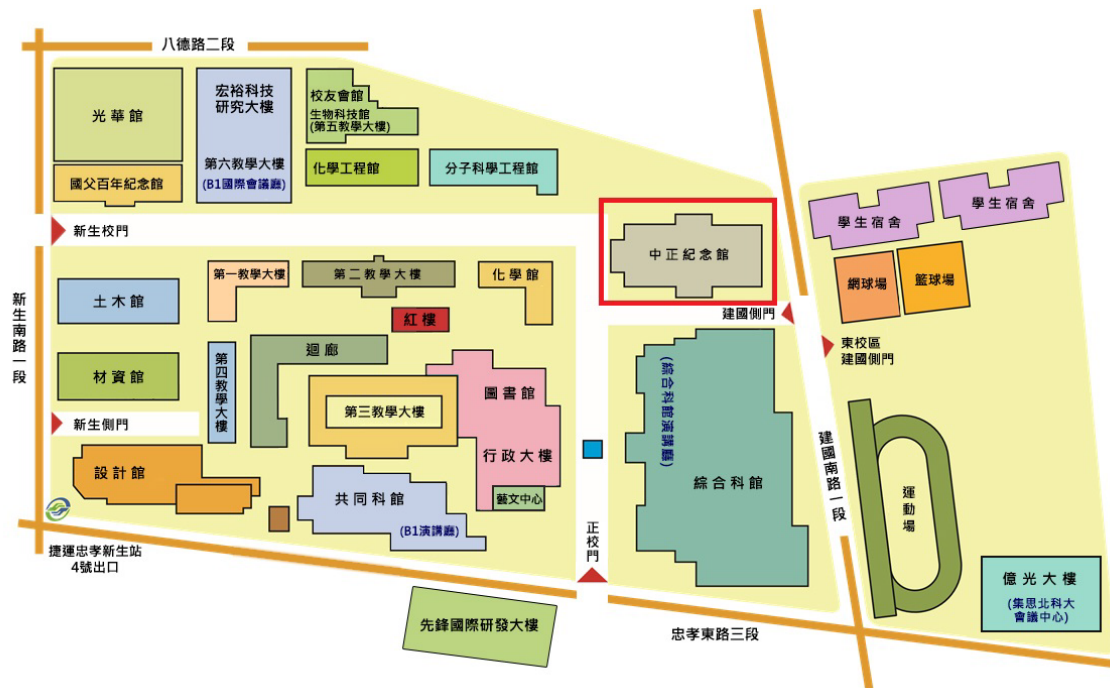 八德路二段
光華館
宏裕科技
研究大樓
第六教學大樓
(B1國際會議廳)
校友會館
生物科技館
(第五教學大樓)
國父百年紀念館
化學工程館
分子科學工程館
學生宿舍
學生宿舍
新生校門
中正紀念館
網球場
籃球場
第一教學大樓
第二教學大樓
化學館
土木館
紅樓
建國側門
東校區
建國側門
新生南路一段
材資館
第四教學大樓
迴廊
第三教學大樓
圖書館
行政大樓
藝文中心
(綜合科館演講廳)
綜合科館
建國南路一段
運動場
新生側門
設計館
共同科館
(B1演講廳)
正校門
捷運忠孝新生站
4號出口
先鋒國際研發大樓
忠孝東路三段
億光大樓
(集思北科大
會議中心)